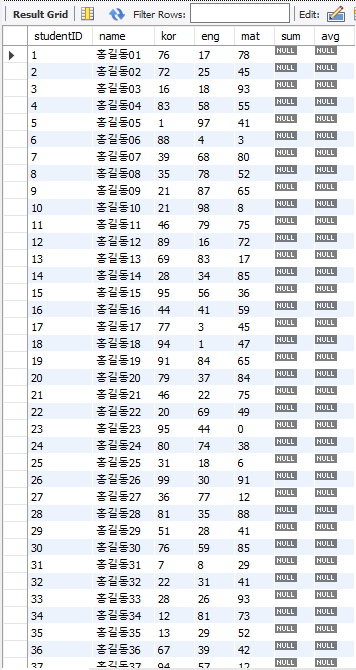 Result Grid Filter Rows: Edit:
studentID name kor eng mat sum avg
1 홍길동01 76 17 78 NULL NULL
2 홍길동02 72 25 45 NULL NULL
3 홍길동03 16 18 93 NULL NULL
4 홍길동04 83 58 55 NULL NULL
5 홍길동05 1 97 41 NULL NULL
6 홍길동06 88 4 3 NULL NULL
7 홍길동07 39 68 80 NULL NULL
8 홍길동08 35 78 52 NULL NULL
9 홍길동09 21 87 65 NULL NULL
10 홍길동10 21 98 8 NULL NULL
11 홍길동11 46 79 75 NULL NULL
12 홍길동12 89 16 72 NULL NULL
13 홍길동13 69 83 17 NULL NULL
14 홍길동14 28 34 85 NULL NULL
15 홍길동15 95 56 36 NULL NULL
16 홍길동16 44 41 59 NULL NULL
17 홍길동17 77 3 45 NULL NULL
18 홍길동18 94 1 47 NULL NULL
19 홍길동19 91 84 65 NULL NULL
20 홍길동20 79 37 84 NULL NULL
21 홍길동21 46 22 75 NULL NULL
22 홍길동22 20 69 49 NULL NULL
23 홍길동23 95 44 0 NULL NULL
24 홍길동24 80 74 38 NULL NULL
25 홍길동25 31 18 6 NULL NULL
26 홍길동26 99 30 91 NULL NULL
27 홍길동27 36 77 12 NULL NULL
28 홍길동28 81 35 88 NULL NULL
29 홍길동29 51 28 41 NULL NULL
30 홍길동30 76 59 85 NULL NULL
31 홍길동31 7 8 29 NULL NULL
32 홍길동32 22 31 41 NULL NULL
33 홍길동33 28 26 93 NULL NULL
34 홍길동34 12 81 73 NULL NULL
35 홍길동35 13 29 52 NULL NULL
36 홍길동36 67 39 42 NULL NULL
37 홍길동37 94 57 12 NULL NULL